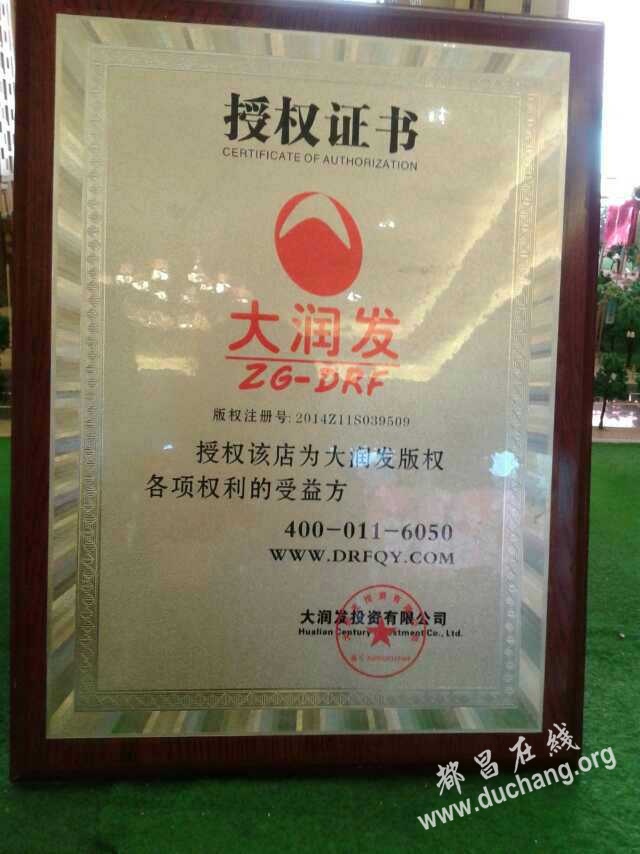 授权证书
CERTIFICATE OF AUTHORIZATION
大润发
ZG-DRF
版权注册号: 2014Z11S039509
授权该店为大润发版权
各项权利的受益方
400-011-6050
WWW.DRFQY.COM
大润发投资有限公司
Hualian Century Co., Ltd.
都昌在线
www.duchang.org